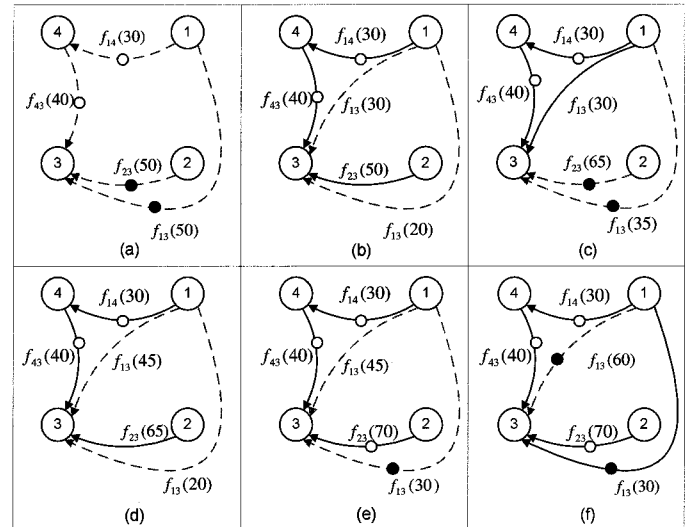 4 1
f14(30)
f43(40)
f23(50)
3 2
f13(50)
(a)
4 1
f14(30)
f43(40)
f13(30)
f23(50)
3 2
f13(20)
(b)
4 1
f14(30)
f43(40)
f13(30)
f23(65)
3 2
f13(35)
(c)
4 1
f14(30)
f43(40)
f13(45)
3 2
f23(65)
f13(20)
(d)
4 1
f14(30)
f43(40)
f13(45)
3 2
f23(70)
f13(30)
(e)
4 1
f14(30)
f43(40)
f13(60)
3 2
f23(70)
f13(30)
(f)